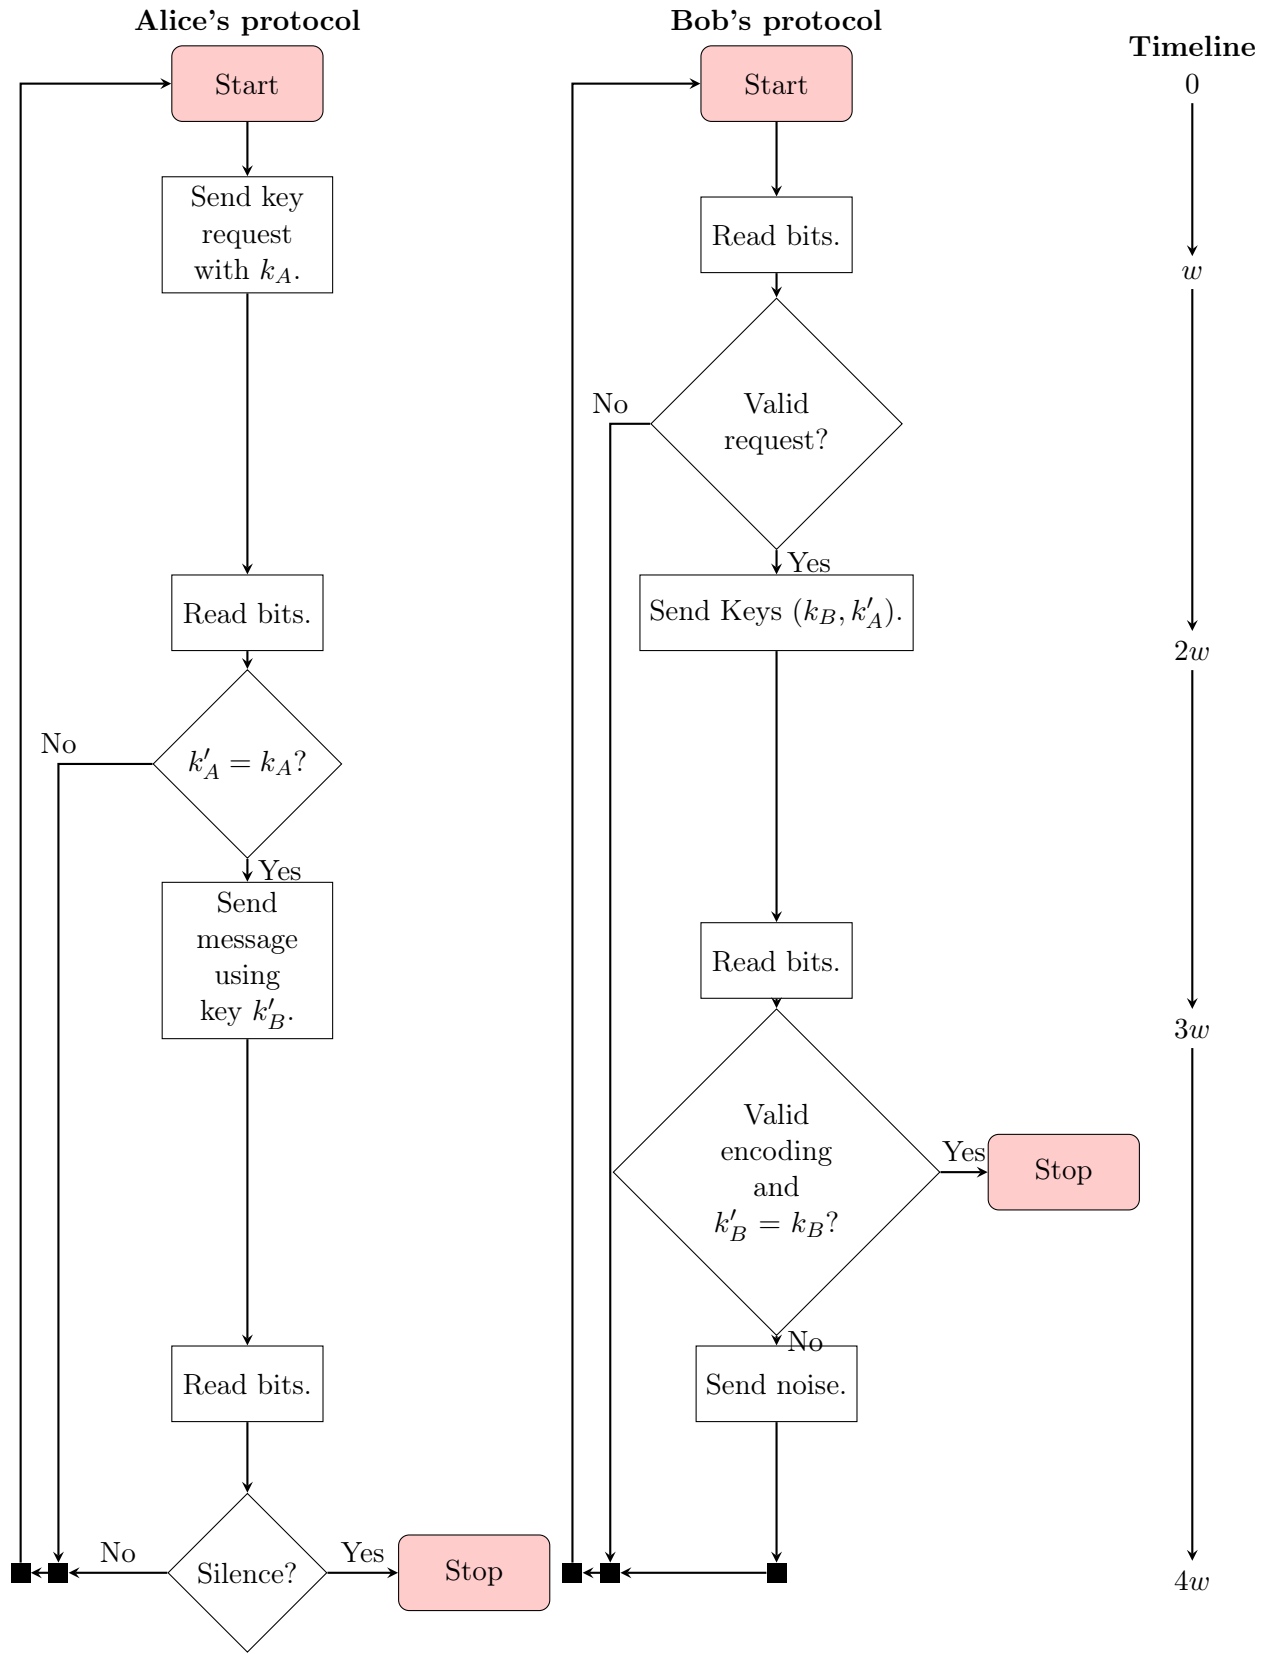 Alice's protocol
Bob's protocol
Timeline
Start
Start
0
Send key
request
with $k_A$.
Read bits.
w
No
Valid
request?
Yes
Read bits.
Send Keys $(k_B, k'_A)$.
2w
No
$k'_A = k_A$?
Yes
Send
message
using
key $k'_B$.
Read bits.
3w
Valid
encoding
and
$k'_B = k_B$?
Yes
Stop
No
Read bits.
Send noise.
No
Silence?
Yes
Stop
4w